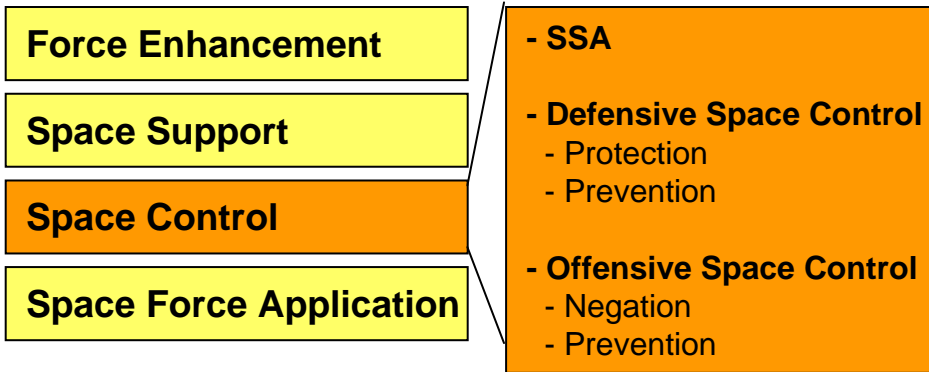 Force Enhancement
Space Support
Space Control
Space Force Application
- SSA
- Defensive Space Control
- Protection
- Prevention
- Offensive Space Control
- Negation
- Prevention